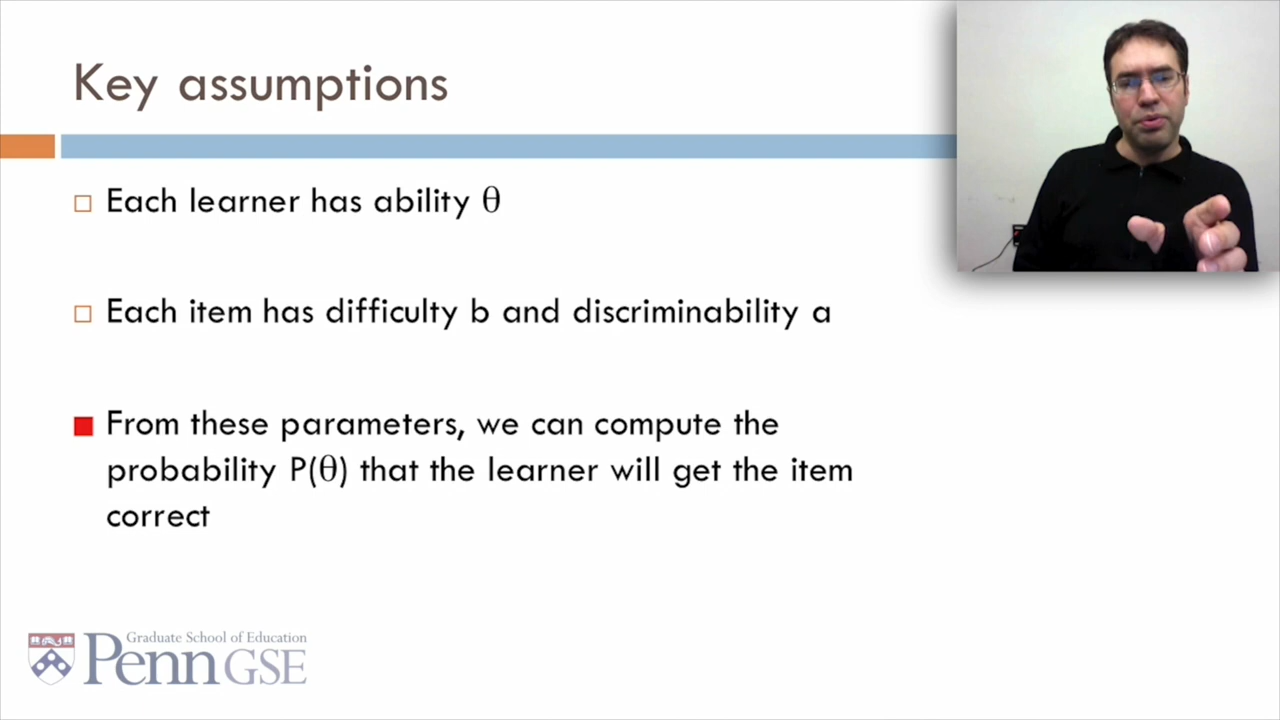 Key assumptions
Each learner has ability θ
Each item has difficulty b and discriminability a
From these parameters, we can compute the
probability P(θ) that the learner will get the item
correct
Graduate School of Education
Penn GSE